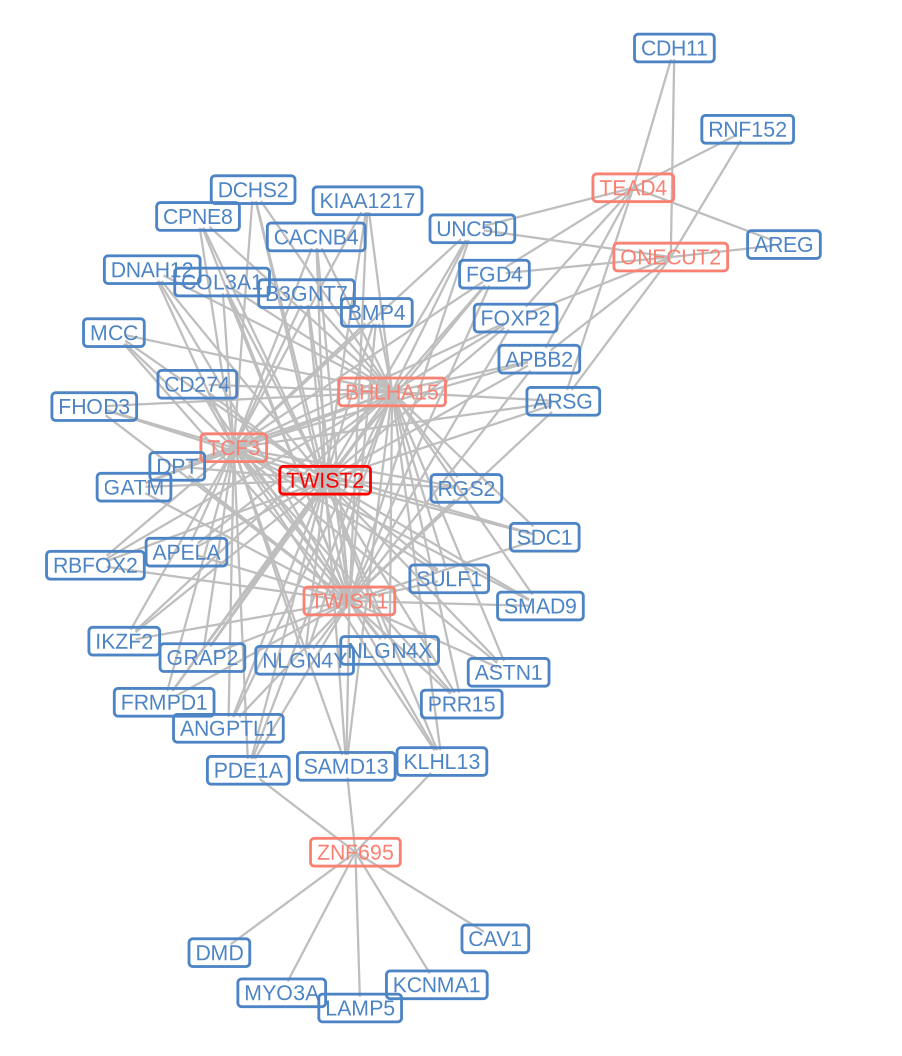 CDH11
RNF152
TEAD4
DCHS2
KIAA1217
CPNE8
UNC5D
CACNB4
AREG
ONECUT2
DNAH12
FGD4
COL3A1
B3GNT7
BMP4
FOXP2
MCC
APBB2
CD274
BHLHA15
ARSG
FHOD3
TCF3
DPT
TWIST2
GATM
RGS2
SDC1
APELA
RBFOX2
SULF1
TWIST1
SMAD9
IKZF2
GRAP2
NLGN4Y
NLGN4X
ASTN1
FRMPD1
PRR15
ANGPTL1
PDE1A
SAMD13
KLHL13
ZNF695
CAV1
DMD
KCNMA1
MYO3A
LAMP5